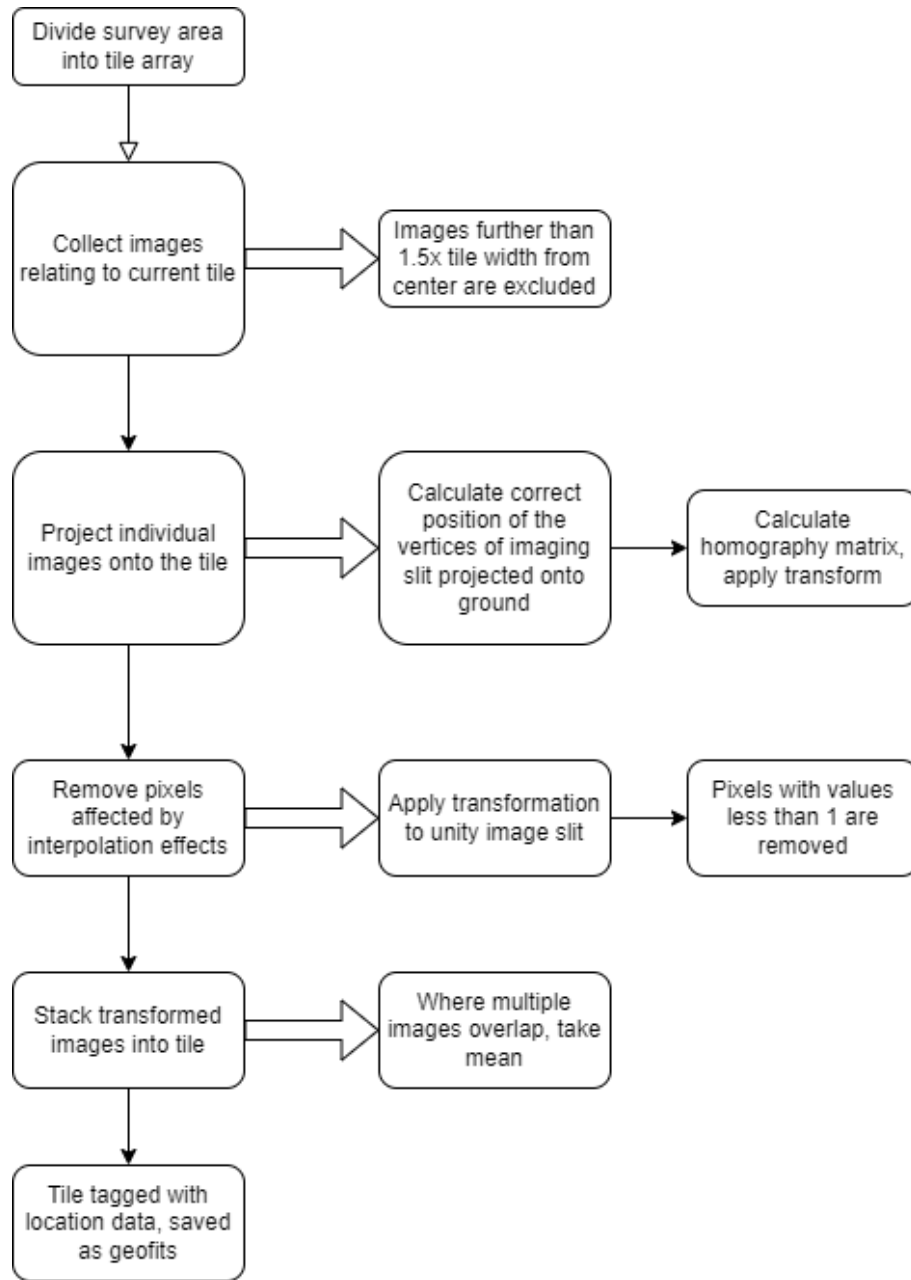 Divide survey area
into tile array
Collect images
relating to current tile
Images further than
1.5x tile width from
center are excluded
Project individual
images onto the tile
Calculate correct
position of the
vertices of imaging
slit projected onto
ground
Calculate
homography matrix,
apply transform
Remove pixels
affected by
interpolation effects
Apply transformation
to unity image slit
Pixels with values
less than 1 are
removed
Stack transformed
images into tile
Where multiple
images overlap, take
mean
Tile tagged with
location data, saved
as geofits